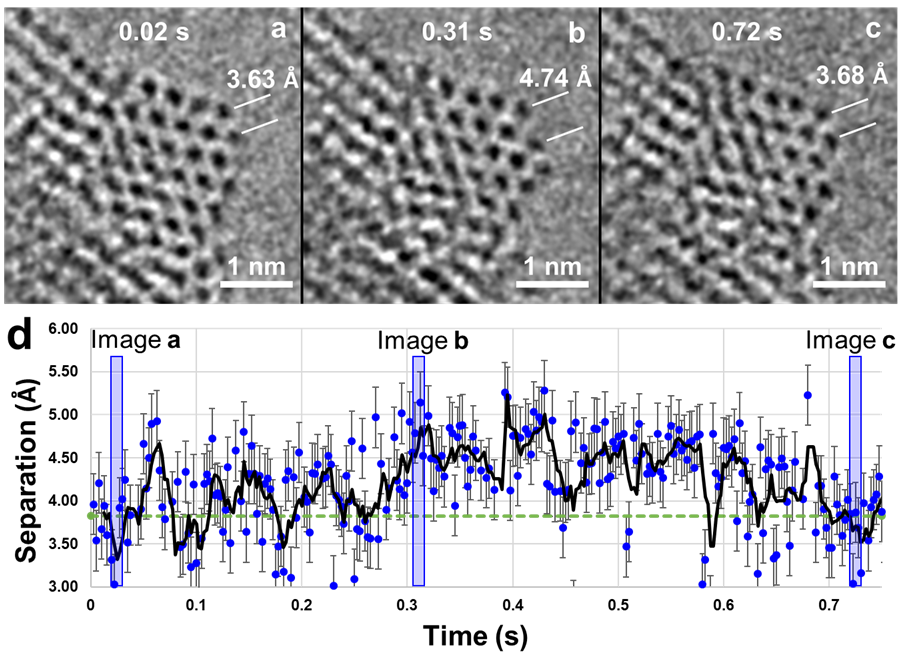 0.02 s a
3.63 Å
1 nm
0.31 s b
4.74 Å
1 nm
0.72 s c
3.68 Å
1 nm
d
Image a Image b Image c
Separation (Å)
6.00
5.50
5.00
4.50
4.00
3.50
3.00
0 0.1 0.2 0.3 0.4 0.5 0.6 0.7
Time (s)